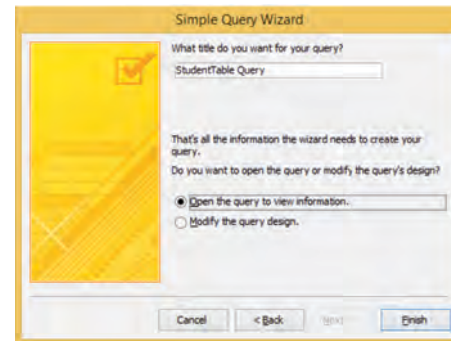 Simple Query Wizard
What title do you want for your query?
StudentTable Query
That's all the information the wizard needs to create your
query.
Do you want to open the query or modify the query's design?
Open the query to view information.
Modify the query design.
Cancel
< Back
Next
Finish